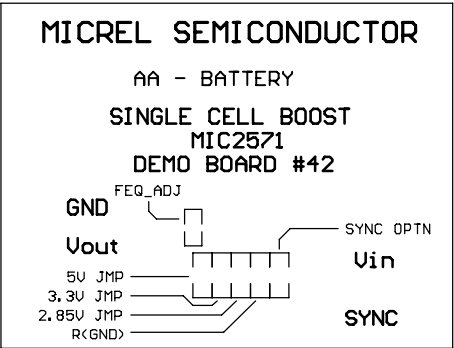 MICREL SEMICONDUCTOR
AA - BATTERY
SINGLE CELL BOOST
MIC2571
DEMO BOARD #42
FEQ_ADJ
GND
SYNC OPTN
Vout
Vin
5V JMP
3.3V JMP
2.85V JMP
SYNC
R(GND)